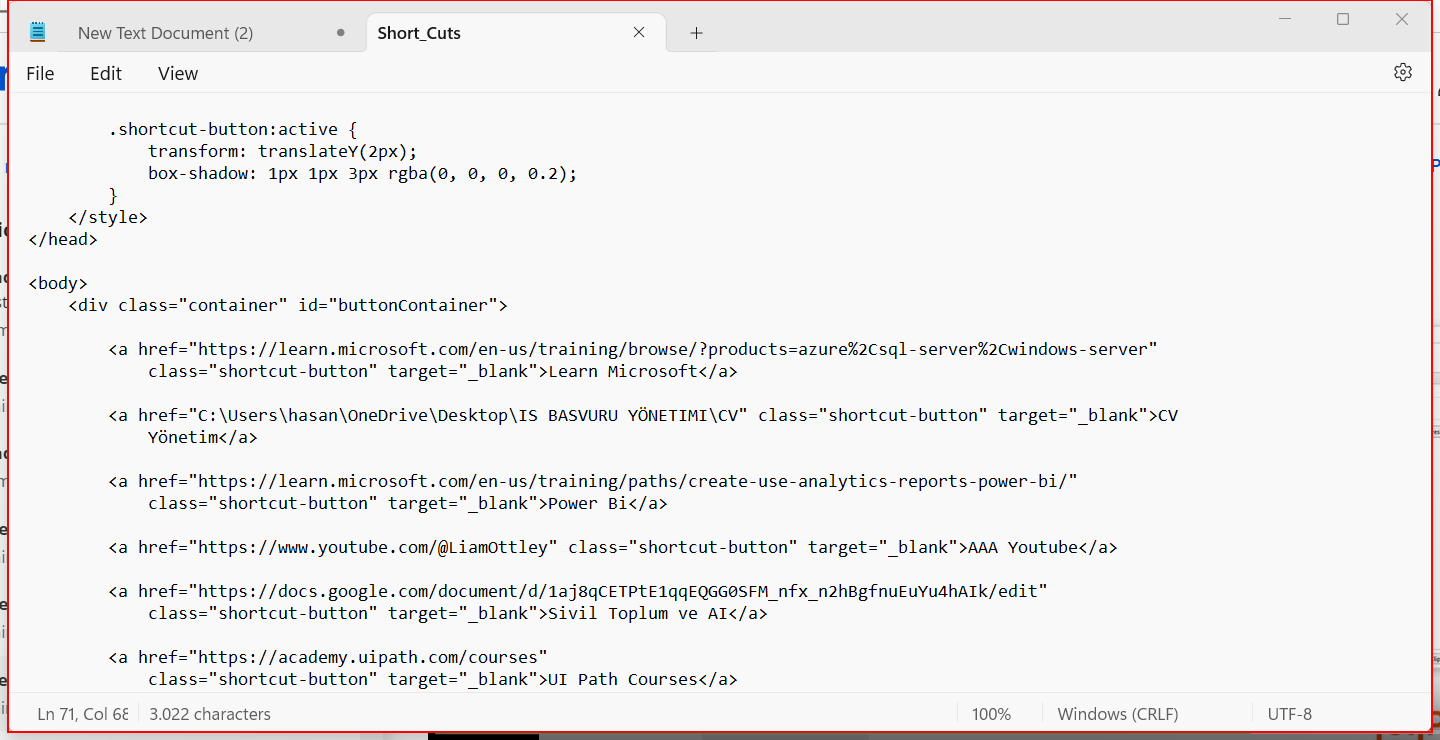 New Text Document (2)
Short_Cuts
File Edit View
.shortcut-button:active {
transform: translateY(2px);
box-shadow: 1px 1px 3px rgba(0, 0, 0, 0.2);
}
</style>
</head>
<body>
<div class="container" id="buttonContainer">
<a href="https://learn.microsoft.com/en-us/training/browse/?products=azure%2Csql-server%2Cwindows-server"
class="shortcut-button" target="_blank">Learn Microsoft</a>
<a href="C:\Users\hasan\OneDrive\Desktop\IS BASVURU YÖNETIMI\CV" class="shortcut-button" target="_blank">CV
Yönetim</a>
<a href="https://learn.microsoft.com/en-us/training/paths/create-use-analytics-reports-power-bi/"
class="shortcut-button" target="_blank">Power Bi</a>
<a href="https://www.youtube.com/@LiamOttley" class="shortcut-button" target="_blank">AAA Youtube</a>
<a href="https://docs.google.com/document/d/1aj8qCETPtE1qqEQGG0SFM_nfx_n2hBgfnuEuYu4hAIk/edit"
class="shortcut-button" target="_blank">Sivil Toplum ve AI</a>
<a href="https://academy.uipath.com/courses"
class="shortcut-button" target="_blank">UI Path Courses</a>
Ln 71, Col 68 3.022 characters 100% Windows (CRLF) UTF-8